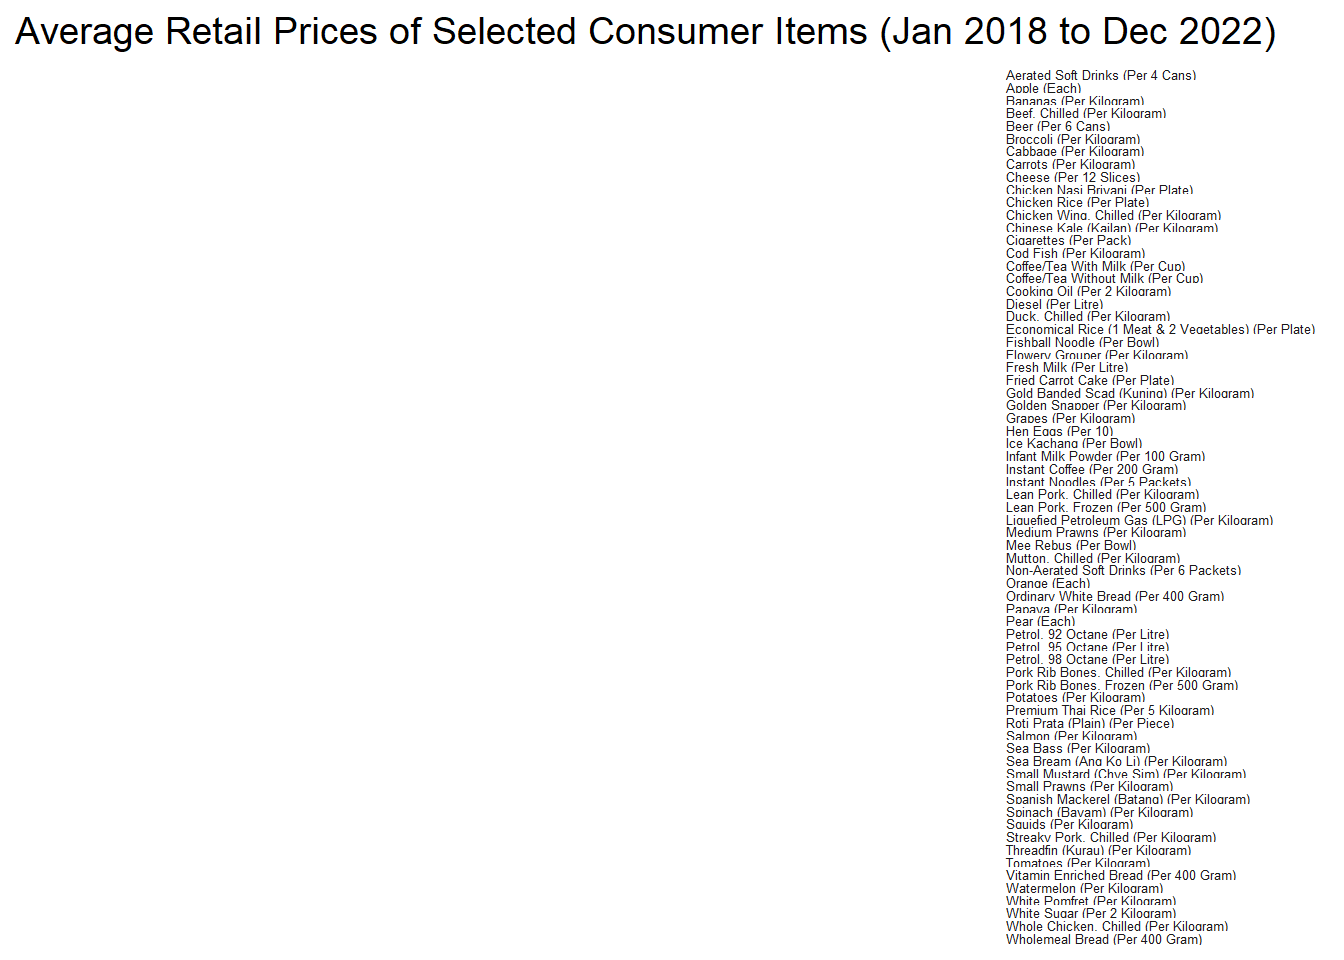 Average Retail Prices of Selected Consumer Items (Jan 2018 to Dec 2022)
Aerated Soft Drinks (Per 4 Cans)
Apple (Each)
Bananas (Per Kilogram)
Beef, Chilled (Per Kilogram)
Beer (Per 6 Cans)
Broccoli (Per Kilogram)
Cabbage (Per Kilogram)
Carrots (Per Kilogram)
Cheese (Per 12 Slices)
Chicken Nasi Briyani (Per Plate)
Chicken Rice (Per Plate)
Chicken Wing, Chilled (Per Kilogram)
Chinese Kale (Kailan) (Per Kilogram)
Cigarettes (Per Pack)
Cod Fish (Per Kilogram)
Coffee/Tea With Milk (Per Cup)
Coffee/Tea Without Milk (Per Cup)
Cooking Oil (Per 2 Kilogram)
Diesel (Per Litre)
Duck, Chilled (Per Kilogram)
Economical Rice (1 Meat & 2 Vegetables) (Per Plate)
Fishball Noodle (Per Bowl)
Flowery Grouper (Per Kilogram)
Fresh Milk (Per Litre)
Fried Carrot Cake (Per Plate)
Gold Banded Scad (Kuning) (Per Kilogram)
Golden Snapper (Per Kilogram)
Grapes (Per Kilogram)
Hen Eggs (Per 10)
Ice Kachang (Per Bowl)
Infant Milk Powder (Per 100 Gram)
Instant Coffee (Per 200 Gram)
Instant Noodles (Per 5 Packets)
Lean Pork, Chilled (Per Kilogram)
Lean Pork, Frozen (Per 500 Gram)
Liquefied Petroleum Gas (LPG) (Per Kilogram)
Medium Prawns (Per Kilogram)
Mee Rebus (Per Bowl)
Mutton, Chilled (Per Kilogram)
Non-Aerated Soft Drinks (Per 6 Packets)
Orange (Each)
Ordinary White Bread (Per 400 Gram)
Papaya (Per Kilogram)
Pear (Each)
Petrol, 92 Octane (Per Litre)
Petrol, 95 Octane (Per Litre)
Petrol, 98 Octane (Per Litre)
Pork Rib Bones, Chilled (Per Kilogram)
Pork Rib Bones, Frozen (Per 500 Gram)
Potatoes (Per Kilogram)
Premium Thai Rice (Per 5 Kilogram)
Roti Prata (Plain) (Per Piece)
Salmon (Per Kilogram)
Sea Bass (Per Kilogram)
Sea Bream (Ang Ko Li) (Per Kilogram)
Small Mustard (Chye Sim) (Per Kilogram)
Small Prawns (Per Kilogram)
Spanish Mackerel (Batang) (Per Kilogram)
Spinach (Bayam) (Per Kilogram)
Squids (Per Kilogram)
Streaky Pork, Chilled (Per Kilogram)
Threadfin (Kurau) (Per Kilogram)
Tomatoes (Per Kilogram)
Vitamin Enriched Bread (Per 400 Gram)
Watermelon (Per Kilogram)
White Pomfret (Per Kilogram)
White Sugar (Per 2 Kilogram)
Whole Chicken, Chilled (Per Kilogram)
Wholemeal Bread (Per 400 Gram)